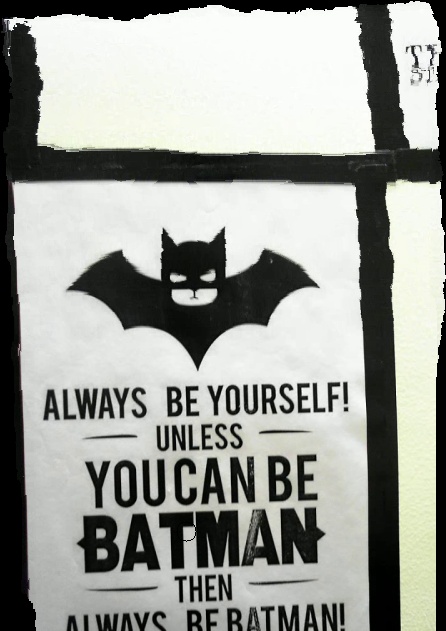 ALWAYS BE YOURSELF!
UNLESS
YOU CAN BE
BATMAN
THEN
ALWAYS BE BATMAN!